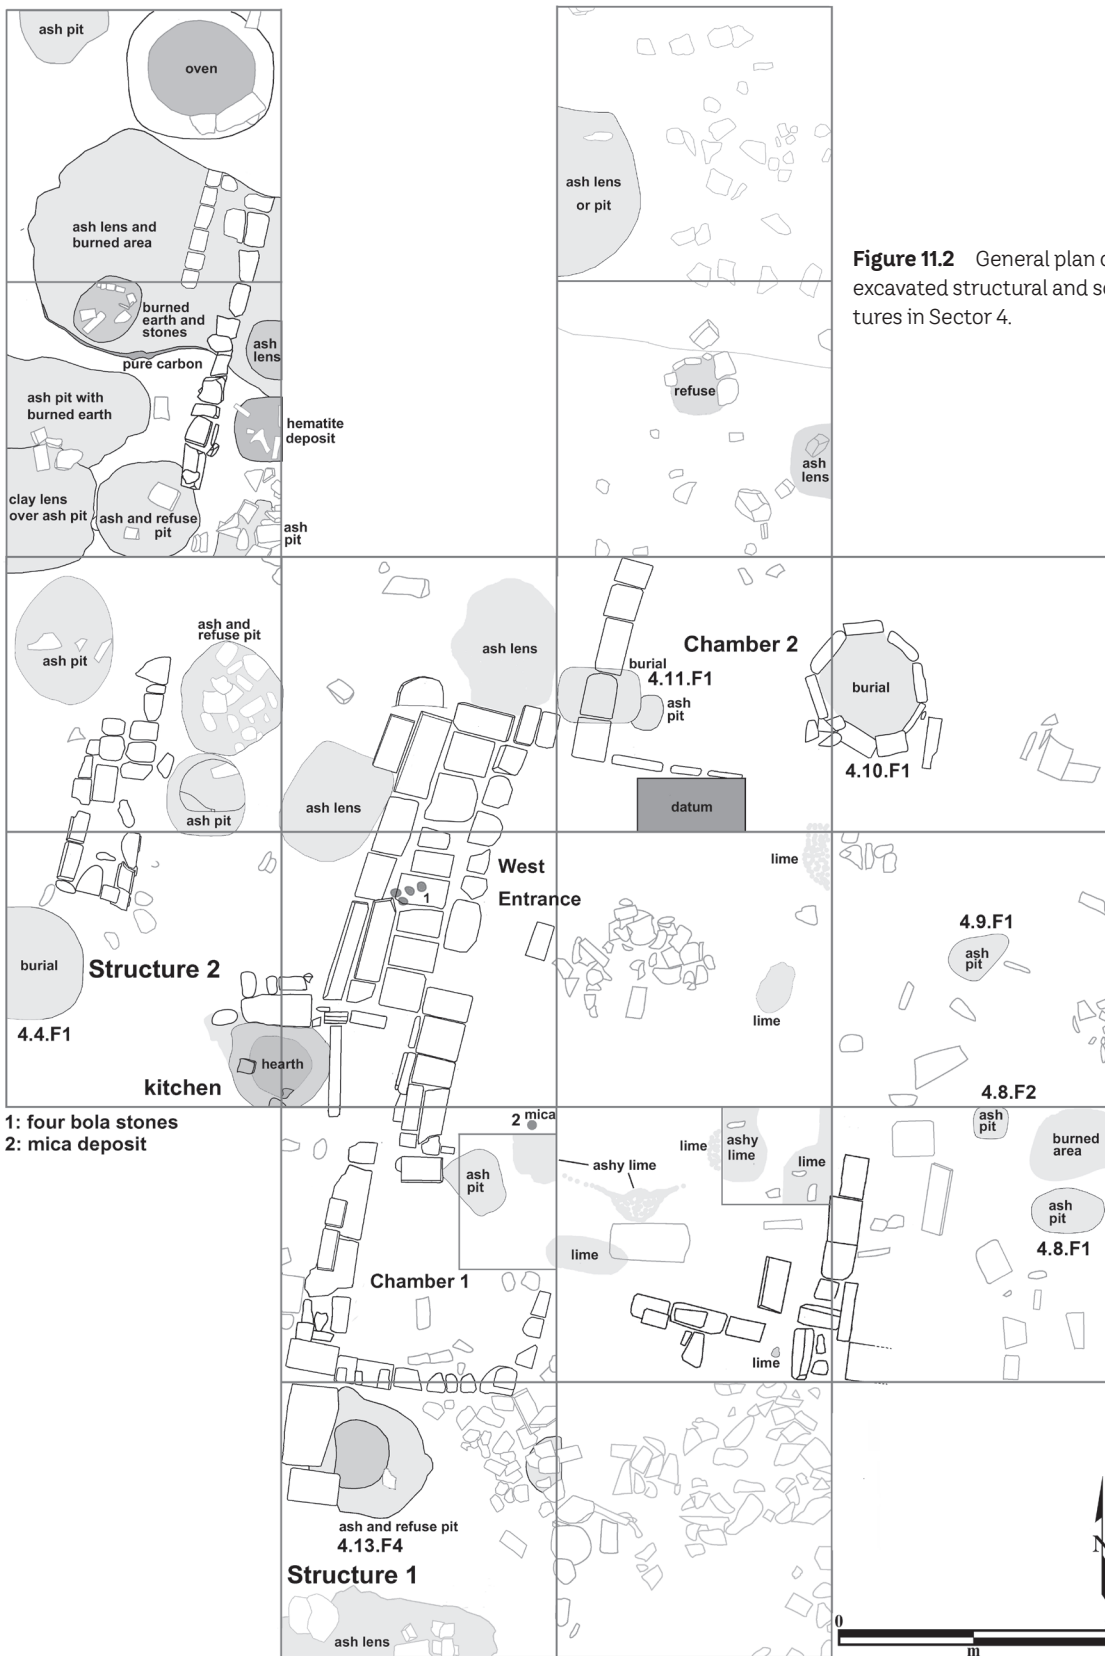 ash pit
oven
ash lens
or pit
ash lens and
burned area
Figure 11.2 General plan
excavated structural and
tures in Sector 4.
burned
earth and
stones
ash
lens
pure carbon
ash pit with
burned earth
refuse
hematite
deposit
ash
lens
clay lens
over ash pit
ash and refuse
pit
ash
pit
ash and
refuse pit
ash pit
ash lens
Chamber 2
burial
4.11.F1
ash
pit
burial
4.10.F1
ash lens
datum
ash pit
West
Entrance
1
lime
4.9.F1
ash
pit
burial
Structure 2
4.4.F1
lime
hearth
kitchen
4.8.F2
1: four bola stones
2: mica deposit
2 mica
ash
pit
ashy lime
lime
ashy
lime
lime
ash
pit
burned
area
ash
pit
4.8.F1
lime
Chamber 1
lime
ash and refuse pit
4.13.F4
Structure 1
ash lens
N
0
m